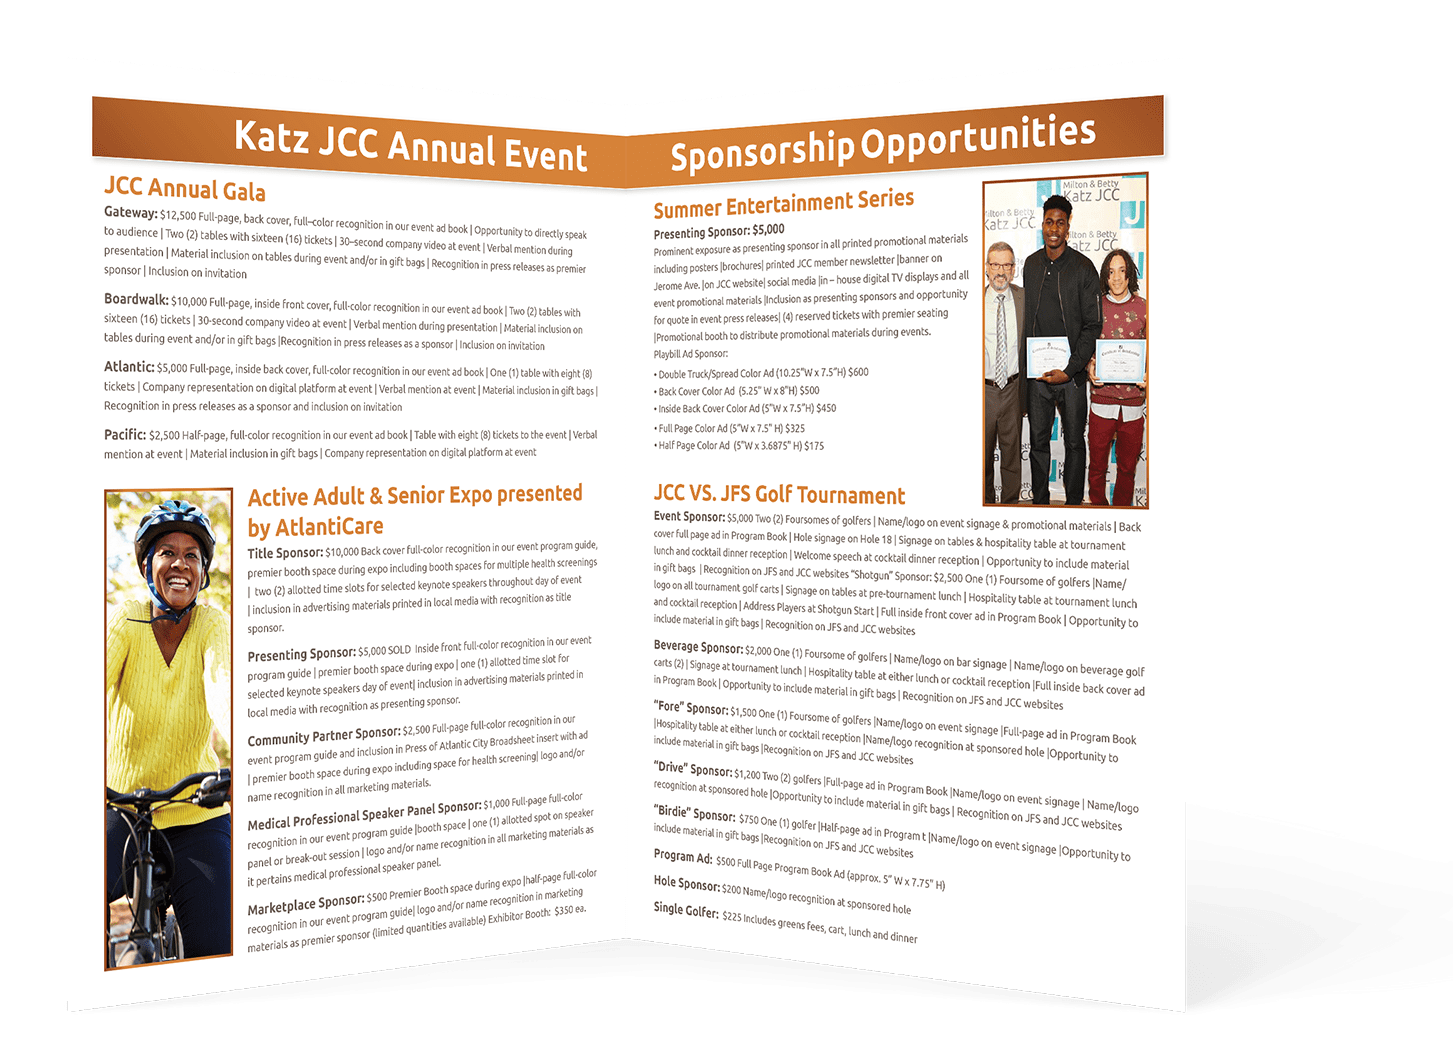 Katz JCC Annual Event
Sponsorship Opportunities
JCC Annual Gala
Gateway: $12,500 Full-page, back cover, full–color recognition in our event ad book | Opportunity to directly speak
to audience | Two (2) tables with sixteen (16) tickets | 30–second company video at event | Verbal mention during
presentation | Material inclusion on tables during event and/or in gift bags | Recognition in press releases as premier
sponsor | Inclusion on invitation
Boardwalk: $10,000 Full-page, inside front cover, full-color recognition in our event ad book | Two (2) tables with
sixteen (16) tickets | 30-second company video at event | Verbal mention during presentation | Material inclusion on
tables during event and/or in gift bags |Recognition in press releases as a sponsor | Inclusion on invitation
Atlantic: $5,000 Full-page, inside back cover, full-color recognition in our event ad book | One (1) table with eight (8)
tickets | Company representation on digital platform at event | Verbal mention at event | Material inclusion in gift bag |
Recognition in press releases as a sponsor and inclusion on invitation
Pacific: $2,500 Half-page, full-color recognition in our event ad book | Table with eight (8) tickets to the event | Verbal
mention at event | Material inclusion in gift bags | Company representation on digital platform at event
Active Adult & Senior Expo presented
by AtlantiCare
Title Sponsor: $10,000 Back cover full-color recognition in our event program guide,
premier booth space during expo including booth spaces for multiple health screenings
| two (2) allotted time slots for selected keynote speakers throughout day of event
| inclusion in advertising materials printed in local media with recognition as title
sponsor.
Presenting Sponsor: $5,000 SOLD Inside front full-color recognition in our event
program guide | premier booth space during expo | one (1) allotted time slot for
selected keynote speakers day of event| inclusion in advertising materials printed in
local media with recognition as presenting sponsor.
Community Partner Sponsor: $2,500 Full-page full-color recognition in our
event program guide and inclusion in Press of Atlantic City Broadsheet insert with ad
| premier booth space during expo including space for health screening| logo and/or
name recognition in all marketing materials.
Medical Professional Speaker Panel Sponsor: $1,000 Full-page full-color
recognition in our event program guide |booth space | one (1) allotted spot on speaker
panel or break-out session | logo and/or name recognition in all marketing materials as
it pertains medical professional speaker panel.
Marketplace Sponsor: $500 Premier Booth space during expo |half-page full-color
recognition in our event program guide| logo and/or name recognition in marketing
materials as premier sponsor (limited quantities available) Exhibitor Booth: $350 ea.
Summer Entertainment Series
Presenting Sponsor: $5,000
Prominent exposure as presenting sponsor in all printed promotional materials
including posters |brochures| printed JCC member newsletter |banner on
Jerome Ave. |on JCC website| social media |in – house digital TV displays and all
event promotional materials |Inclusion as presenting sponsors and opportunity
for quote in event press releases| (4) reserved tickets with premier seating
|Promotional booth to distribute promotional materials during events.
Playbill Ad Sponsor:
• Double Truck/Spread Color Ad (10.25"W x 7.5"H) $600
• Back Cover Color Ad (5.25" W x 8"H) $500
• Inside Back Cover Color Ad (5"W x 7.5"H) $450
• Full Page Color Ad (5"W x 7.5" H) $325
• Half Page Color Ad (5"W x 3.6875" H) $175
Milton & Betty
Katz JCC
Milton & Betty
Katz JCC
JCC VS. JFS Golf Tournament
Event Sponsor: $5,000 Two (2) Foursomes of golfers | Name/logo on event signage & promotional materials | Back
cover full page ad in Program Book | Hole signage on Hole 18 | Signage on tables & hospitality table at tournament
lunch and cocktail dinner reception | Welcome speech at cocktail dinner reception | Opportunity to include material
in gift bags | Recognition on JFS and JCC websites “Shotgun” Sponsor: $2,500 One (1) Foursome of golfers |Name/
logo on all tournament golf carts | Signage on tables at pre-tournament lunch | Hospitality table at tournament lunch
and cocktail reception | Address Players at Shotgun Start | Full inside front cover ad in Program Book | Opportunity to
include material in gift bags | Recognition on JFS and JCC websites
Beverage Sponsor: $2,000 One (1) Foursome of golfers | Name/logo on bar signage | Name/logo on beverage golf
carts (2) | Signage at tournament lunch | Hospitality table at either lunch or cocktail reception |Full inside back cover ad
in Program Book | Opportunity to include material in gift bags | Recognition on JFS and JCC websites
“Fore” Sponsor: $1,500 One (1) Foursome of golfers |Name/logo on event signage |Full-page ad in Program Book
|Hospitality table at either lunch or cocktail reception |Name/logo recognition at sponsored hole |Opportunity to
include material in gift bags |Recognition on JFS and JCC websites
“Drive” Sponsor: $1,200 Two (2) golfers |Full-page ad in Program Book |Name/logo on event signage | Name/logo
recognition at sponsored hole |Opportunity to include material in gift bags | Recognition on JFS and JCC websites
“Birdie” Sponsor: $750 One (1) golfer |Half-page ad in Program t |Name/logo on event signage |Opportunity to
include material in gift bags |Recognition on JFS and JCC websites
Program Ad: $500 Full Page Program Book Ad (approx. 5" W x 7.75" H)
Hole Sponsor: $200 Name/logo recognition at sponsored hole
Single Golfer: $225 Includes greens fees, cart, lunch and dinner